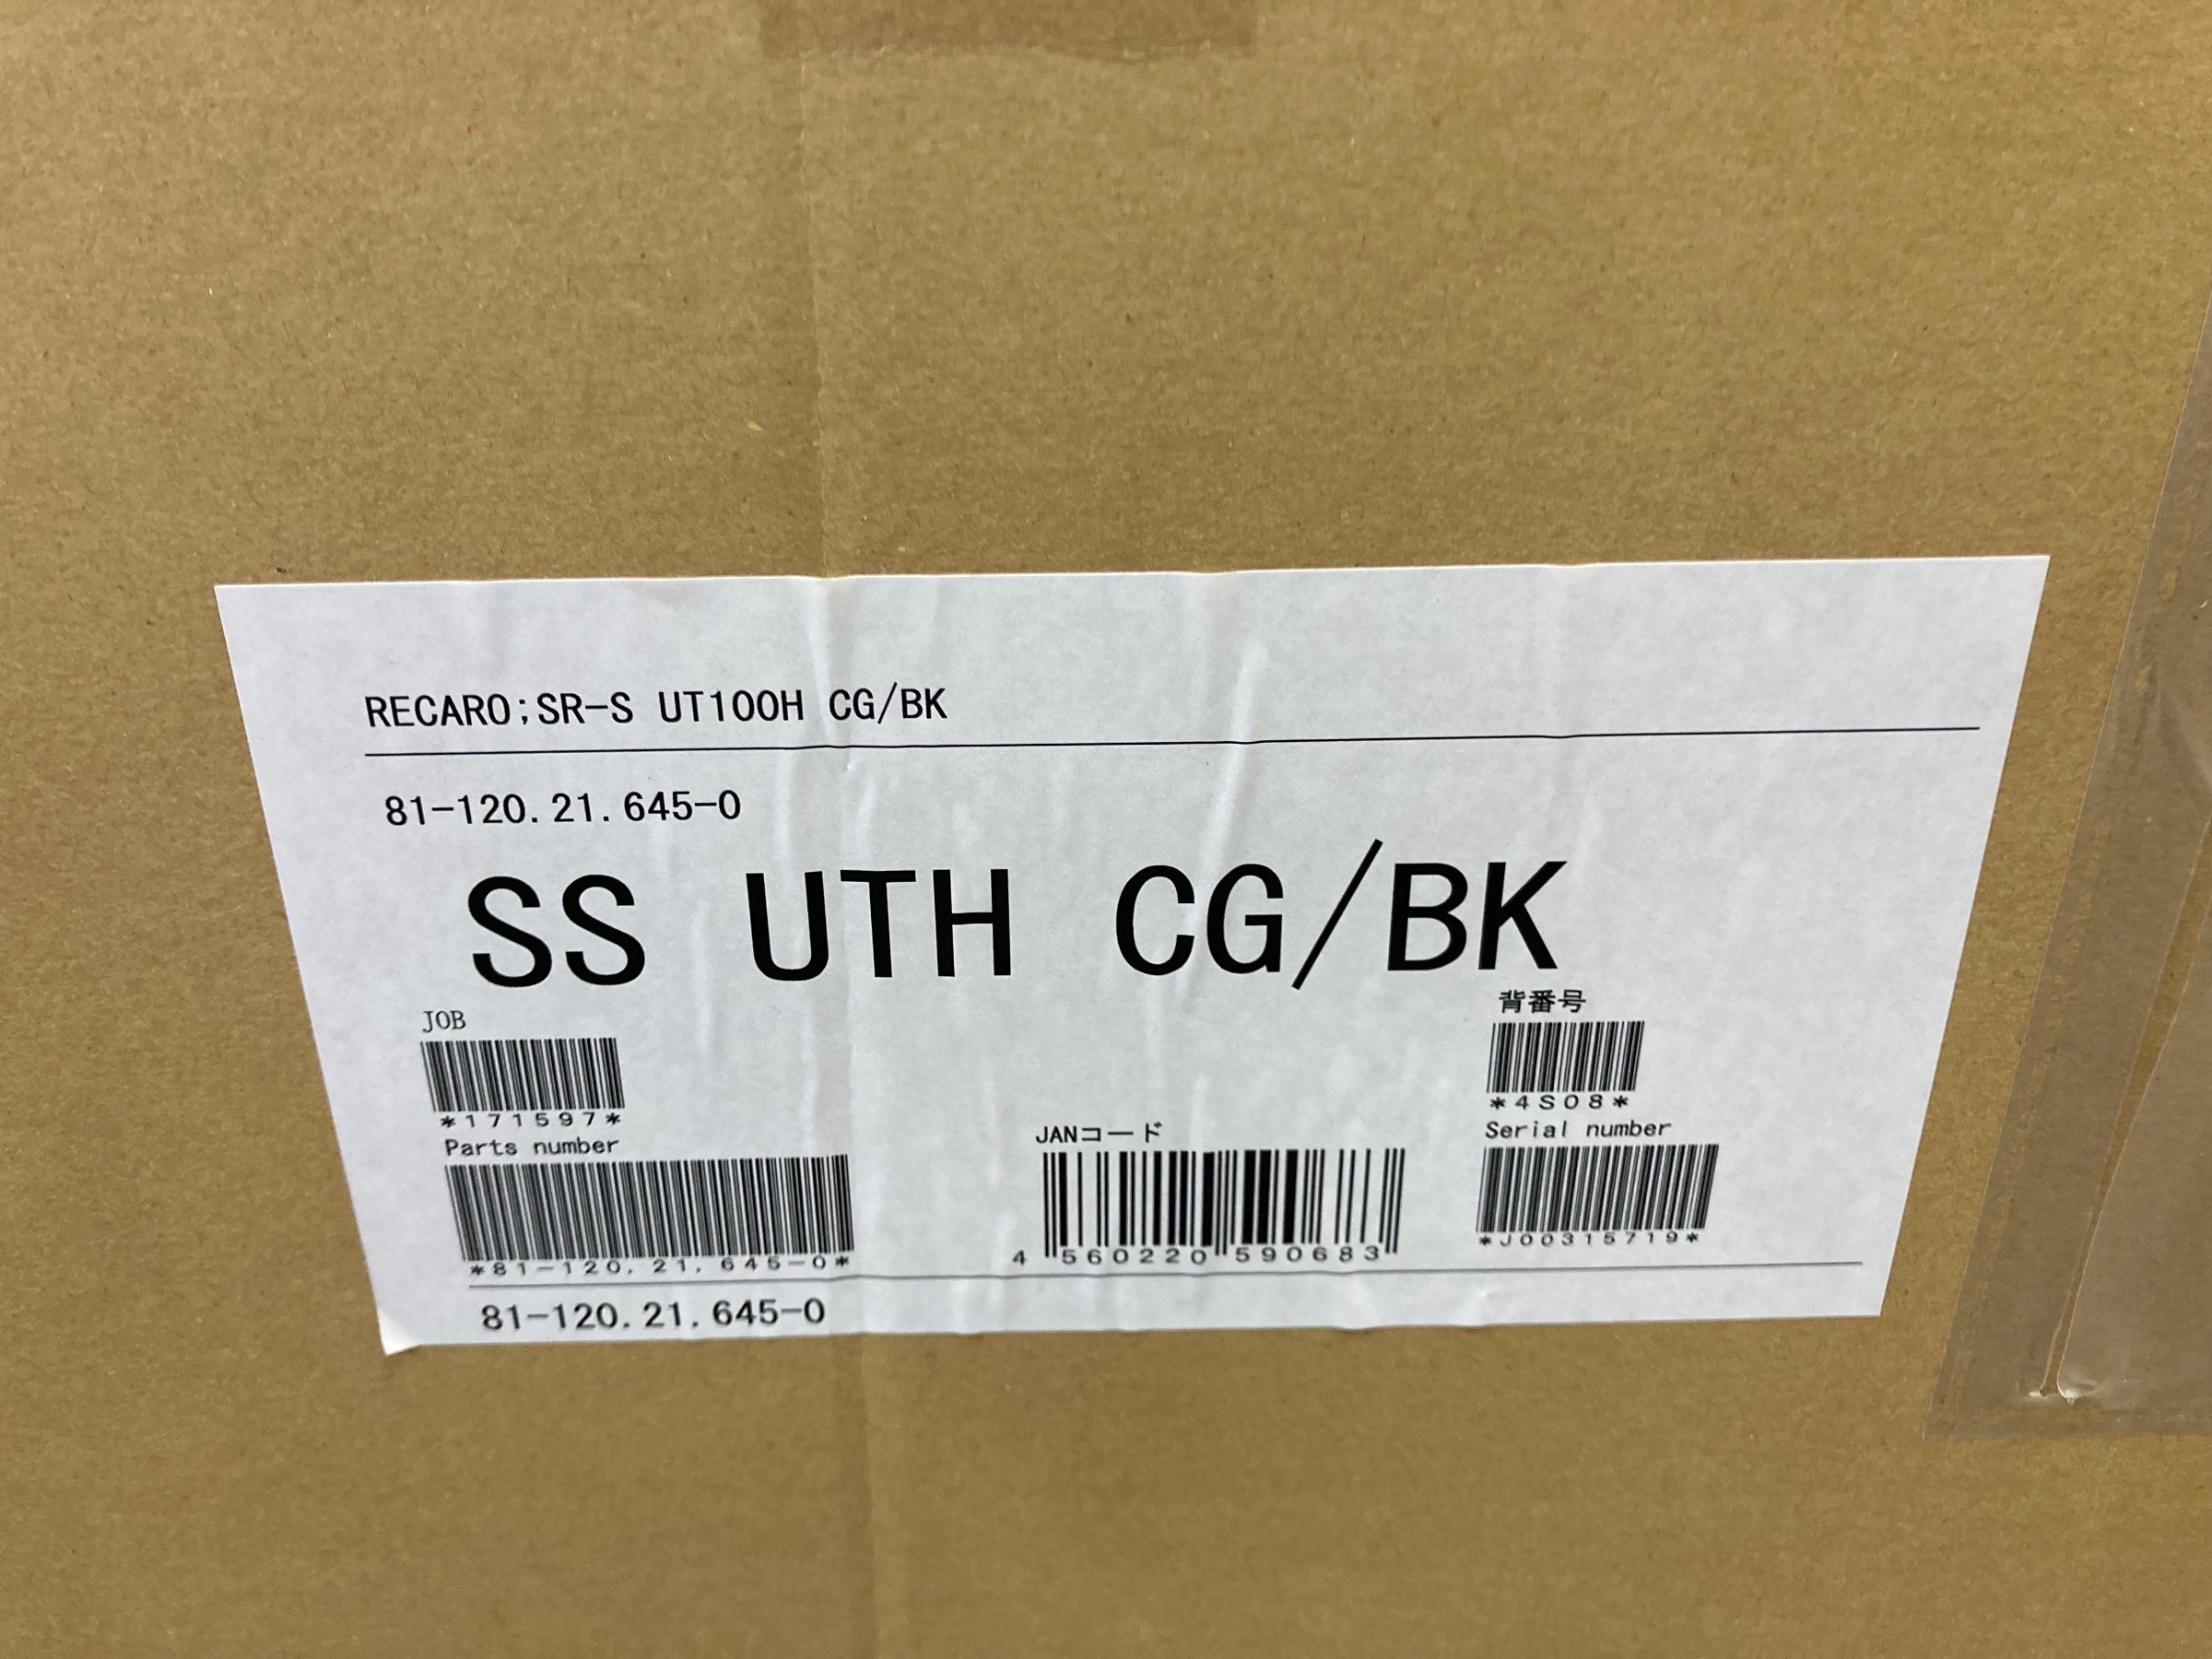 RECARO;SR-S UT100H CG/BK
81-120.21.645-0
SS UTH CG/BK
JOB
*171597*
Parts number
*81-120.21.645-0*
81-120.21.645-0
JANコード
4 560220 590683
背番号
*4S08*
Serial number
*J00315719*